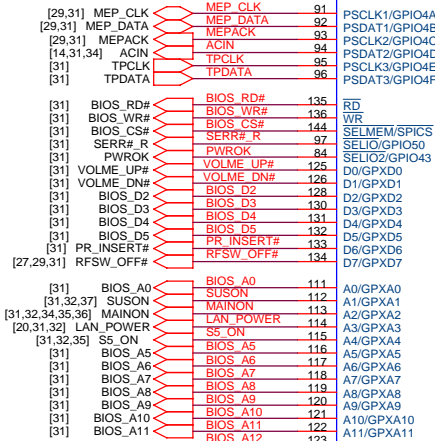 [29,31] MEP_CLK MEP_CLK 91 PSCLK1/GPIO4A
[29,31] MEP_DATA MEP_DATA 92 PSDAT1/GPIO4B
[29,31] MEPACK MEPACK 93 PSCLK2/GPIO4C
[14,31,34] ACIN ACIN 94 PSDAT2/GPIO4D
[31] TPCLK TPCLK 95 PSCLK3/GPIO4E
[31] TPDATA TPDATA 96 PSDAT3/GPIO4F
[31] BIOS_RD# BIOS_RD# 135 RD
[31] BIOS_WR# BIOS_WR# 136 WR
[31] BIOS_CS# BIOS_CS# 144 SELMEM/SPICS
[31] SERR#_R SERR#_R 97 SELIO/GPIO50
[31] PWROK PWROK 84 SELIO2/GPIO43
[31] VOLME_UP# VOLME_UP# 125 D0/GPXD0
[31] VOLME_DN# VOLME_DN# 126 D1/GPXD1
[31] BIOS_D2 BIOS_D2 128 D2/GPXD2
[31] BIOS_D3 BIOS_D3 130 D3/GPXD3
[31] BIOS_D4 BIOS_D4 131 D4/GPXD4
[31] BIOS_D5 BIOS_D5 132 D5/GPXD5
[31] PR_INSERT# PR_INSERT# 133 D6/GPXD6
[27,29,31] RFSW_OFF# RFSW_OFF# 134 D7/GPXD7
[31] BIOS_A0 BIOS_A0 111 A0/GPXA0
[31,32,37] SUSON SUSON 112 A1/GPXA1
[31,32,34,35,36] MAINON MAINON 113 A2/GPXA2
[20,31,32] LAN_POWER LAN_POWER 114 A3/GPXA3
[31,32,35] S5_ON S5_ON 115 A4/GPXA4
[31] BIOS_A5 BIOS_A5 116 A5/GPXA5
[31] BIOS_A6 BIOS_A6 117 A6/GPXA6
[31] BIOS_A7 BIOS_A7 118 A7/GPXA7
[31] BIOS_A8 BIOS_A8 119 A8/GPXA8
[31] BIOS_A9 BIOS_A9 120 A9/GPXA9
[31] BIOS_A10 BIOS_A10 121 A10/GPXA10
[31] BIOS_A11 BIOS_A11 122 A11/GPXA11
BIOS_A12 123